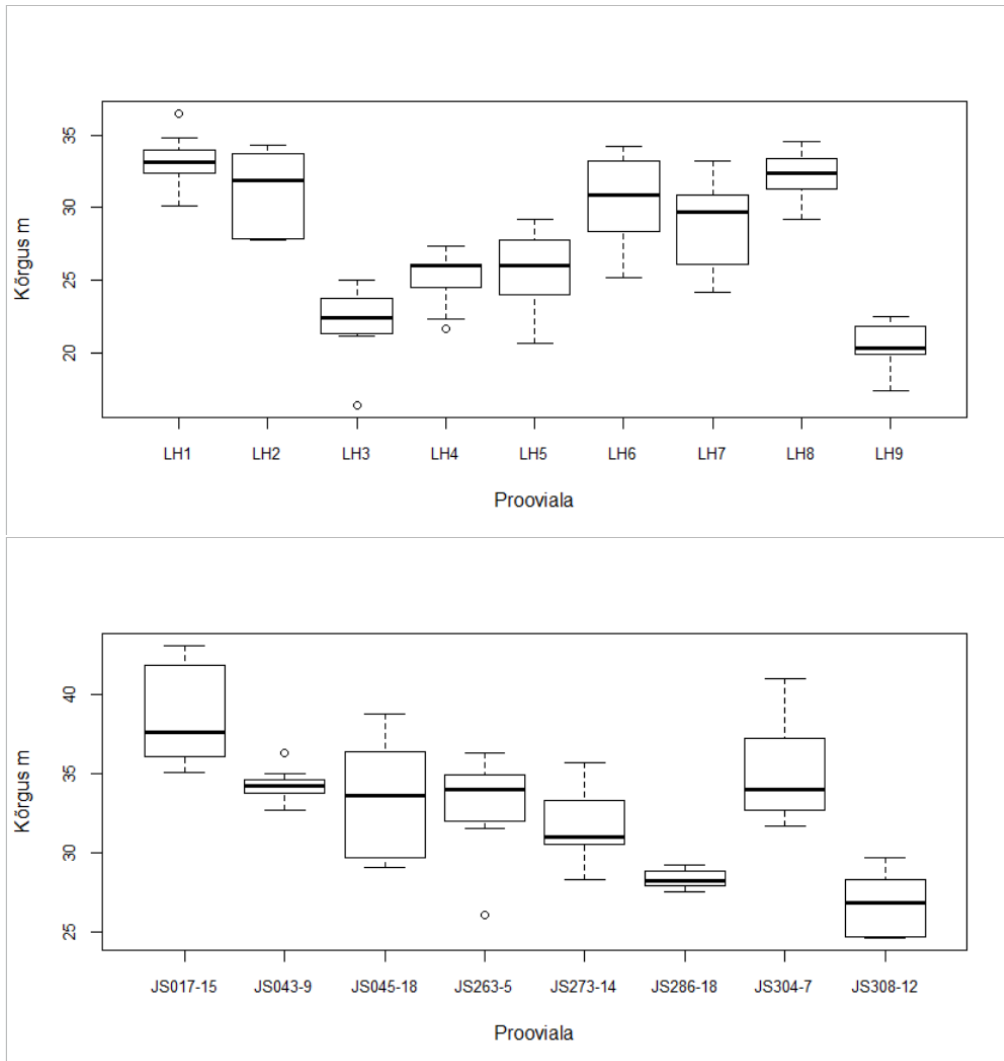 Kõrgus m
35
30
25
20
LH1 LH2 LH3 LH4 LH5 LH6 LH7 LH8 LH9
Prooviala
Kõrgus m
40
35
30
25
JS017-15 JS043-9 JS045-18 JS263-5 JS273-14 JS286-18 JS304-7 JS308-12
Prooviala